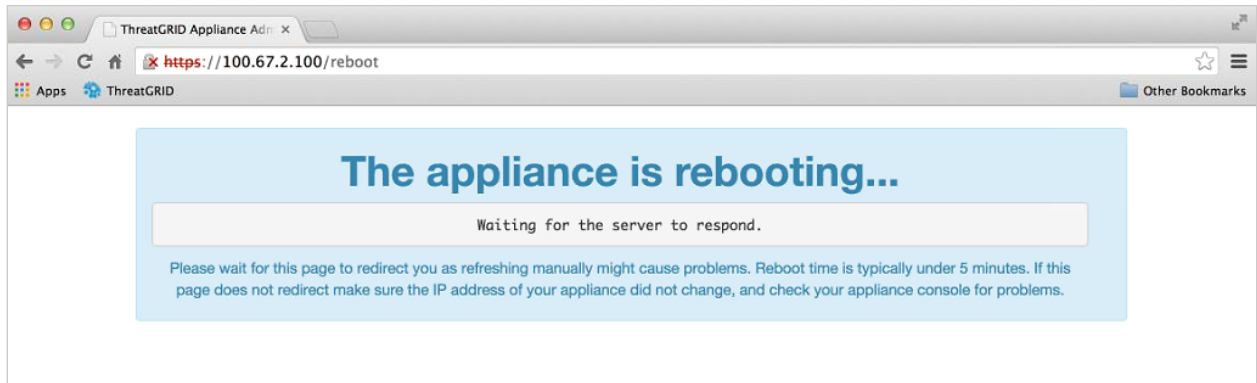 ThreatGRID Appliance Adm
https://100.67.2.100/reboot
Apps ThreatGRID Other Bookmarks
The appliance is rebooting...
Waiting for the server to respond.
Please wait for this page to redirect you as refreshing manually might cause problems. Reboot time is typically under 5 minutes. If this
page does not redirect make sure the IP address of your appliance did not change, and check your appliance console for problems.